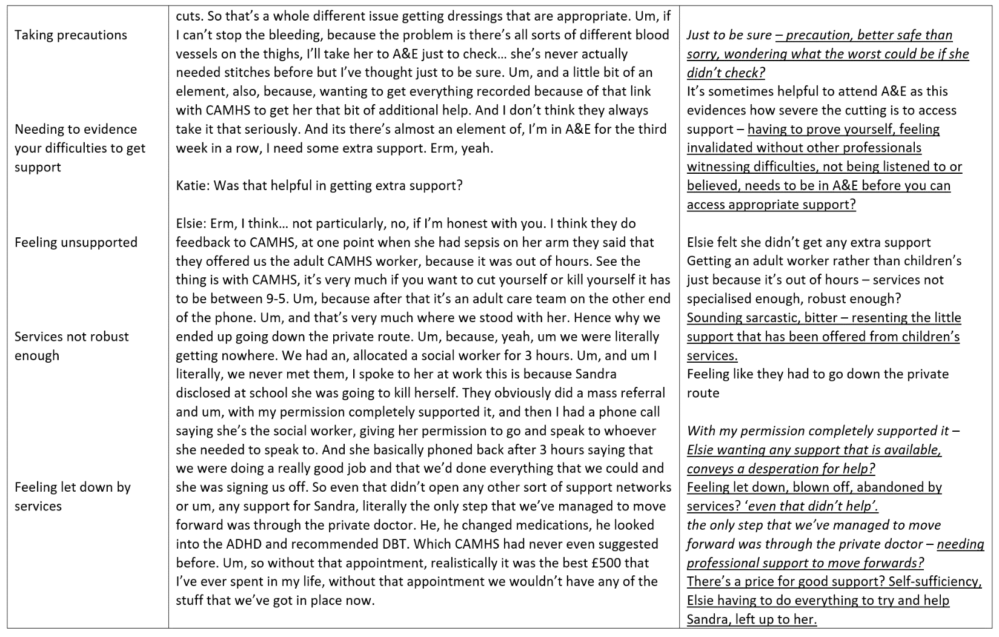 Taking precautions
Needing to evidence
your difficulties to get
support
Feeling unsupported
Services not robust
enough
Feeling let down by
services
cuts. So that’s a whole different issue getting dressings that are appropriate. Um, if
I can’t stop the bleeding, because the problem is there’s all sorts of different blood
vessels on the thighs, I’ll take her to A&E just to check… she’s never actually
needed stitches before but I’ve thought just to be sure. Um, and a little bit of an
element, also, because, wanting to get everything recorded because of that link
with CAMHS to get her that bit of additional help. And I don’t think they always
take it that seriously. And its there’s almost an element of, I’m in A&E for the third
week in a row, I need some extra support. Erm, yeah.
Katie: Was that helpful in getting extra support?
Elsie: Erm, I think… not particularly, no, if I’m honest with you. I think they do
feedback to CAMHS, at one point when she had sepsis on her arm they said that
they offered us the adult CAMHS worker, because it was out of hours. See the
thing is with CAMHS, it’s very much if you want to cut yourself or kill yourself it has
to be between 9-5. Um, because after that it’s an adult care team on the other end
of the phone. Um, and that’s very much where we stood with her. Hence why we
ended up going down the private route. Um, because, yeah, um we were literally
getting nowhere. We had an, allocated a social worker for 3 hours. Um, and um I
literally, we never met them, I spoke to her at work this is because Sandra
disclosed at school she was going to kill herself. They obviously did a mass referral
and um, with my permission completely supported it, and then I had a phone call
saying she’s the social worker, giving her permission to go and speak to whoever
she needed to speak to. And she basically phoned back after 3 hours saying that
we were doing a really good job and that we’d done everything that we could and
she was signing us off. So even that didn’t open any other sort of support networks
or um, any support for Sandra, literally the only step that we’ve managed to move
forward was through the private doctor. He, he changed medications, he looked
into the ADHD and recommended DBT. Which CAMHS had never even suggested
before. Um, so without that appointment, realistically it was the best £500 that
I’ve ever spent in my life, without that appointment we wouldn’t have any of the
stuff that we’ve got in place now.
Just to be sure – precaution, better safe than
sorry, wondering what the worst could be if she
didn’t check?
It’s sometimes helpful to attend A&E as this
evidences how severe the cutting is to access
support – having to prove yourself, feeling
invalidated without other professionals
witnessing difficulties, not being listened to or
believed, needs to be in A&E before you can
access appropriate support?
Elsie felt she didn’t get any extra support
Getting an adult worker rather than children’s
just because it’s out of hours – services not
specialised enough, robust enough?
Sounding sarcastic, bitter – resenting the little
support that has been offered from children’s
services.
Feeling like they had to go down the private
route
With my permission completely supported it –
Elsie wanting any support that is available,
conveys a desperation for help?
Feeling let down, blown off, abandoned by
services? ‘even that didn’t help’.
the only step that we’ve managed to move
forward was through the private doctor – needing
professional support to move forwards?
There’s a price for good support? Self-sufficiency,
Elsie having to do everything to try and help
Sandra, left up to her.